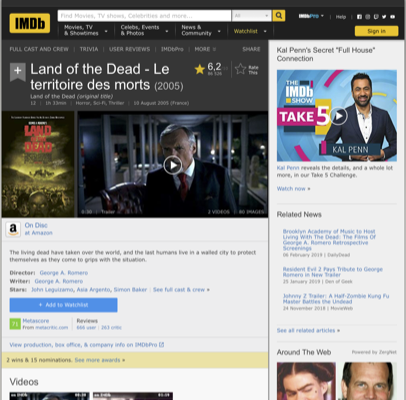 IMDb
Find Movies, TV shows, Celebrities and more...
All
IMDbPro
Help
Movies, TV
& Showtimes
Celebs, Events
& Photos
News &
Community
Watchlist
Sign in
FULL CAST AND CREW | TRIVIA | USER REVIEWS | IMDbPro | MORE
SHARE
Land of the Dead - Le
territoire des morts (2005)
Land of the Dead (original title)
12 | 1h 33min | Horror, Sci-Fi, Thriller | 10 August 2005 (France)
6,2
Rate
This
LAND
OF THE
DEAD
0:30 | Trailer
2 VIDEOS | 80 IMAGES
a
On Disc
at Amazon
The living dead have taken over the world, and the last humans live in a walled city to protect
themselves as they come to grips with the situation.
Director: George A. Romero
Writer: George A. Romero
Stars: John Leguizamo, Asia Argento, Simon Baker | See full cast & crew »
+ Add to Watchlist
71
Metascore
From metacritic.com
Reviews
666 user | 263 critic
View production, box office, & company info on IMDbPro
2 wins & 15 nominations. See more awards »
Videos
Kal Penn's Secret "Full House"
Connection
THE
IMDb
SHOW
TAKE 5
KAL PENN
Kal Penn reveals the details, and a whole lot
more, in our Take 5 Challenge.
Watch now »
Related News
Brooklyn Academy of Music to Host
Living With The Dead: The Films Of
George A. Romero Retrospective
Screenings
06 February 2019 | DailyDead
Resident Evil 2 Pays Tribute to George
A. Romero in New Trailer
25 January 2019 | Den of Geek
Johnny Z Trailer: A Half-Zombie Kung Fu
Master Battles the Undead
24 November 2018 | MovieWeb
See all related articles »
Around The Web
Powered by ZergNet